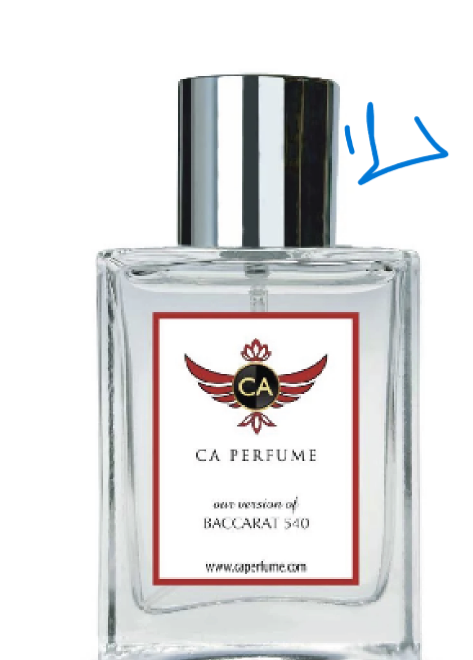 CA
CA PERFUME
our version of
BACCARAT 540
www.caperfume.com